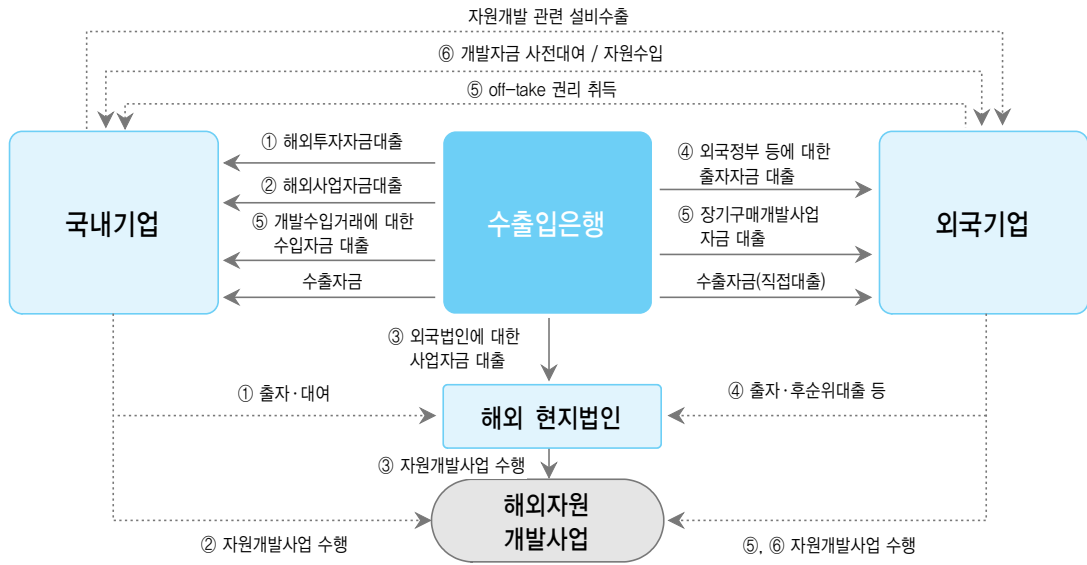 자원개발 관련 설비수출
⑥ 개발자금 사전대여 / 자원수입
⑤ off-take 권리 취득
국내기업
① 해외투자자금대출
② 해외사업자금대출
⑤ 개발수입거래에 대한
수입자금 대출
수출자금
수출입은행
④ 외국정부 등에 대한
출자자금 대출
⑤ 장기구매개발사업
자금 대출
수출자금(직접대출)
외국기업
③ 외국법인에 대한
사업자금 대출
① 출자·대여
해외 현지법인
④ 출자·후순위대출 등
③ 자원개발사업 수행
해외자원
개발사업
② 자원개발사업 수행
⑤, ⑥ 자원개발사업 수행